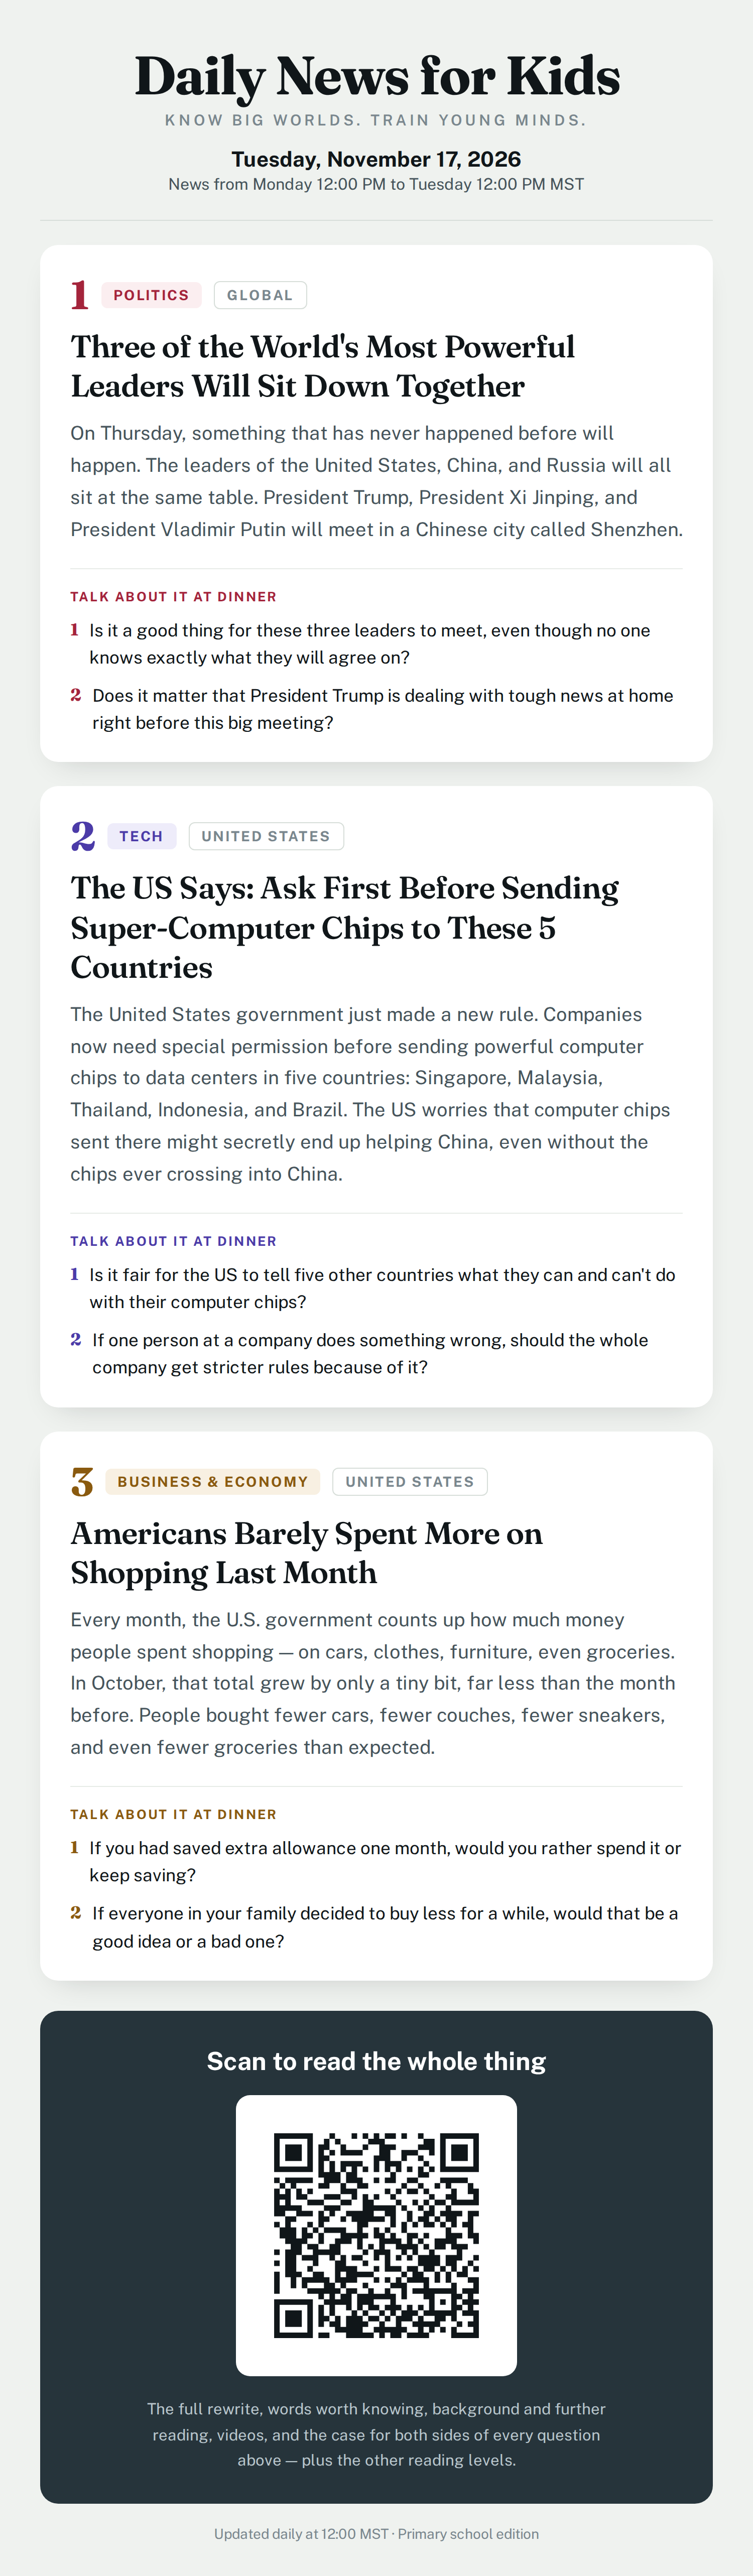 Daily News for Kids
KNOW BIG WORLDS. TRAIN YOUNG MINDS.
Tuesday, November 17, 2026
News from Monday 12:00 PM to Tuesday 12:00 PM MST
1 POLITICS GLOBAL
Three of the World's Most Powerful
Leaders Will Sit Down Together
On Thursday, something that has never happened before will
happen. The leaders of the United States, China, and Russia will all
sit at the same table. President Trump, President Xi Jinping, and
President Vladimir Putin will meet in a Chinese city called Shenzhen.
TALK ABOUT IT AT DINNER
1 Is it a good thing for these three leaders to meet, even though no one
knows exactly what they will agree on?
2 Does it matter that President Trump is dealing with tough news at home
right before this big meeting?
2 TECH UNITED STATES
The US Says: Ask First Before Sending
Super-Computer Chips to These 5
Countries
The United States government just made a new rule. Companies
now need special permission before sending powerful computer
chips to data centers in five countries: Singapore, Malaysia,
Thailand, Indonesia, and Brazil. The US worries that computer chips
sent there might secretly end up helping China, even without the
chips ever crossing into China.
TALK ABOUT IT AT DINNER
1 Is it fair for the US to tell five other countries what they can and can't do
with their computer chips?
2 If one person at a company does something wrong, should the whole
company get stricter rules because of it?
3 BUSINESS & ECONOMY UNITED STATES
Americans Barely Spent More on
Shopping Last Month
Every month, the U.S. government counts up how much money
people spent shopping — on cars, clothes, furniture, even groceries.
In October, that total grew by only a tiny bit, far less than the month
before. People bought fewer cars, fewer couches, fewer sneakers,
and even fewer groceries than expected.
TALK ABOUT IT AT DINNER
1 If you had saved extra allowance one month, would you rather spend it or
keep saving?
2 If everyone in your family decided to buy less for a while, would that be a
good idea or a bad one?
Scan to read the whole thing
The full rewrite, words worth knowing, background and further
reading, videos, and the case for both sides of every question
above — plus the other reading levels.
Updated daily at 12:00 MST · Primary school edition